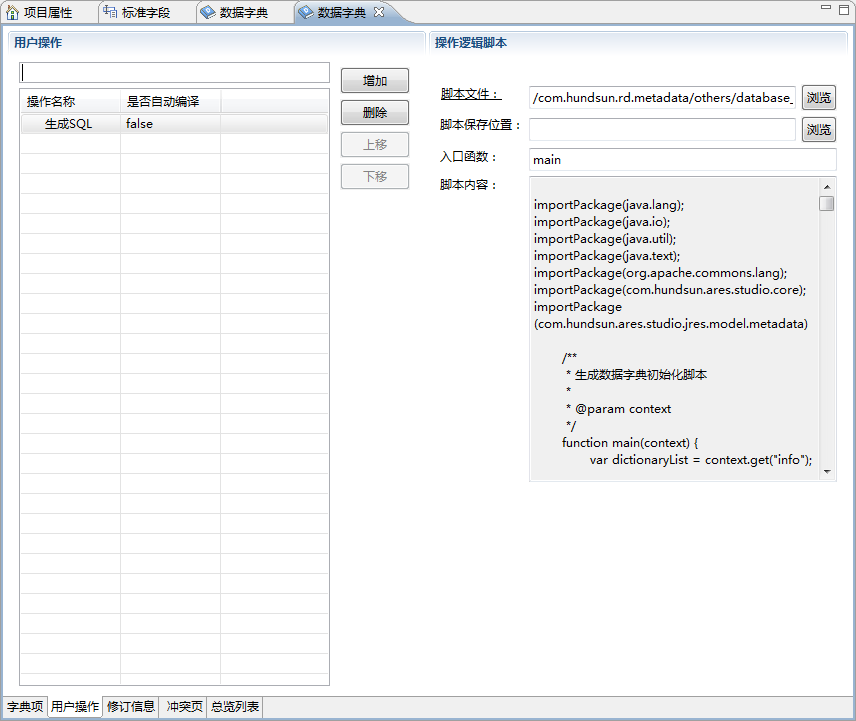 项目属性 标准字段 数据字典 数据字典
用户操作
操作名称 是否自动编译
生成SQL false
增加
删除
上移
下移
操作逻辑脚本
脚本文件： /com.hundsun.rd.metadata/others/database_ 浏览
脚本保存位置： 浏览
入口函数： main
脚本内容：
importPackage(java.lang);
importPackage(java.io);
importPackage(java.util);
importPackage(java.text);
importPackage(org.apache.commons.lang);
importPackage(com.hundsun.ares.studio.core);
importPackage
(com.hundsun.ares.studio.jres.model.metadata)
/**
* 生成数据字典初始化脚本
*
* @param context
*/
function main(context) {
var dictionaryList = context.get("info");
字典项 用户操作 修订信息 冲突页 总览列表